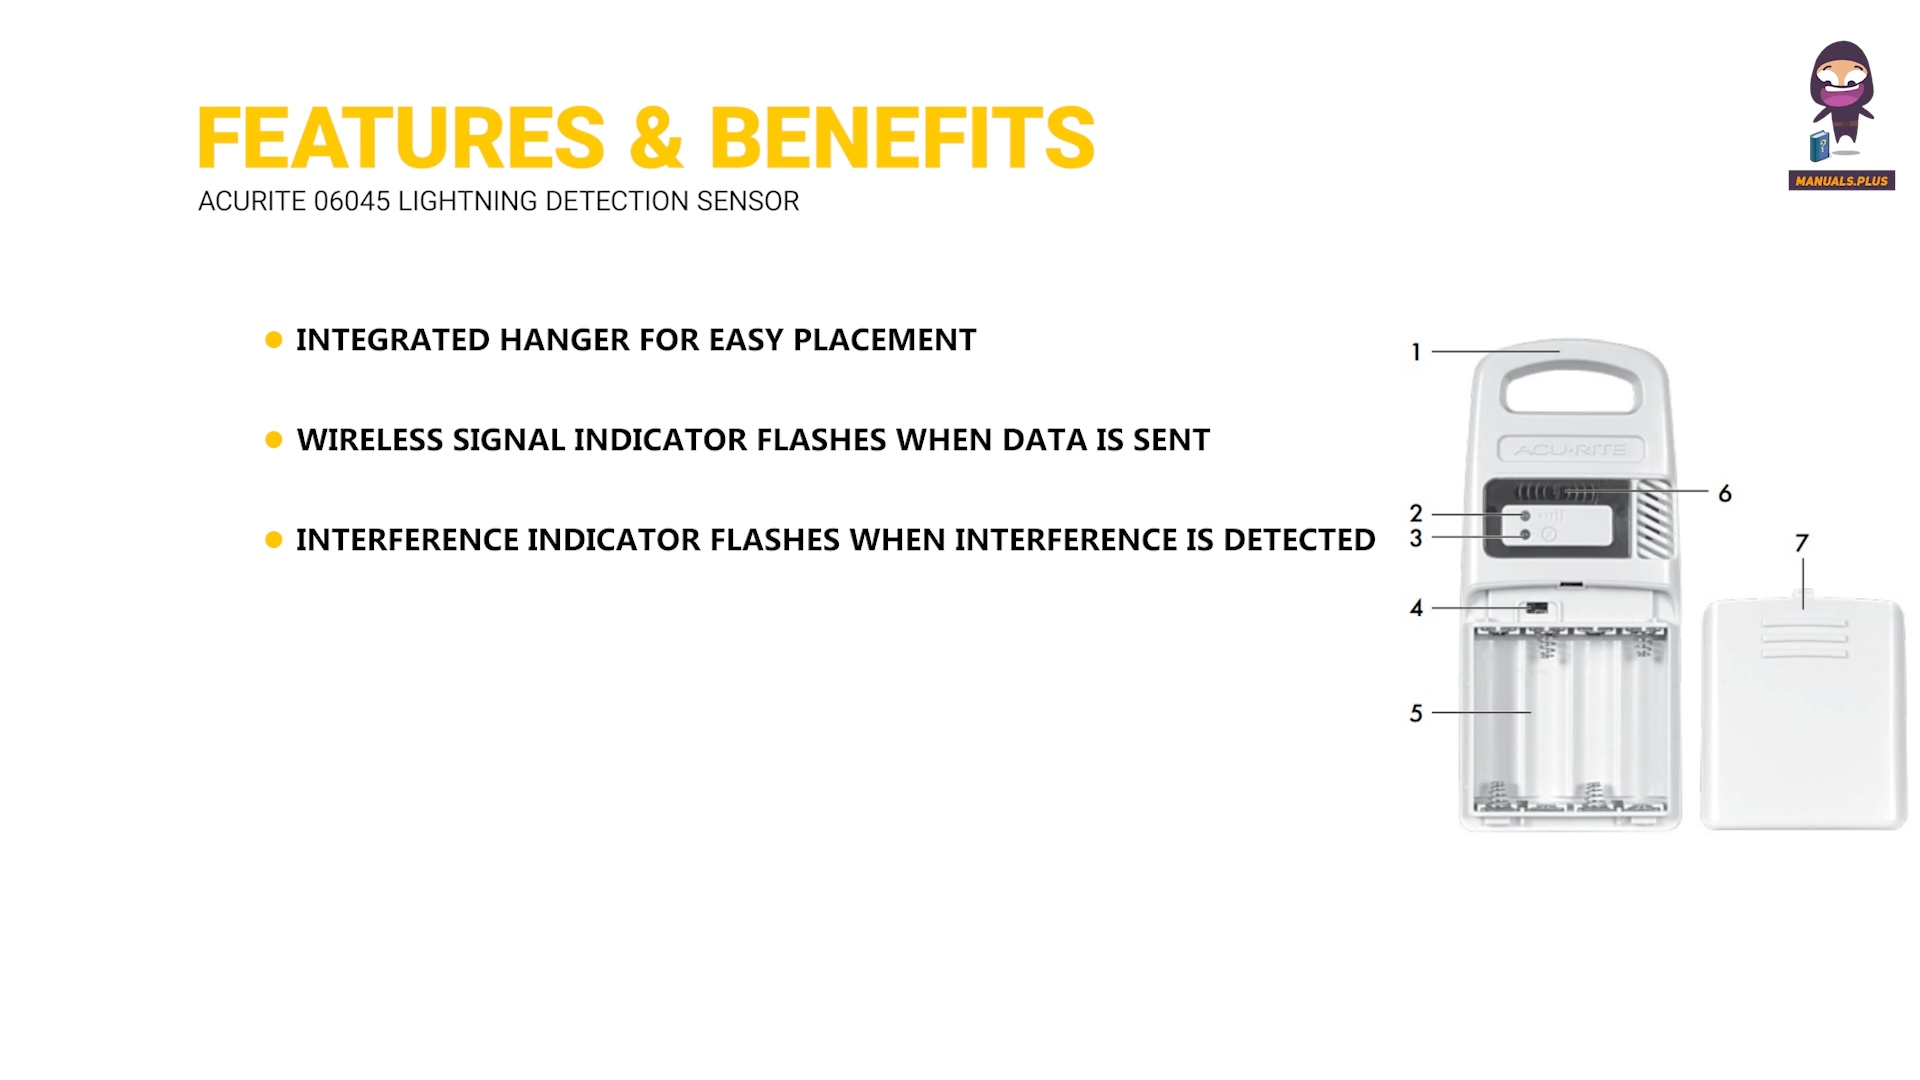 FEATURES & BENEFITS
ACURITE 06045 LIGHTNING DETECTION SENSOR
MANUALS.PLUS
INTEGRATED HANGER FOR EASY PLACEMENT
WIRELESS SIGNAL INDICATOR FLASHES WHEN DATA IS SENT
INTERFERENCE INDICATOR FLASHES WHEN INTERFERENCE IS DETECTED
1
ACU•RITE
6
2
3
7
4
5